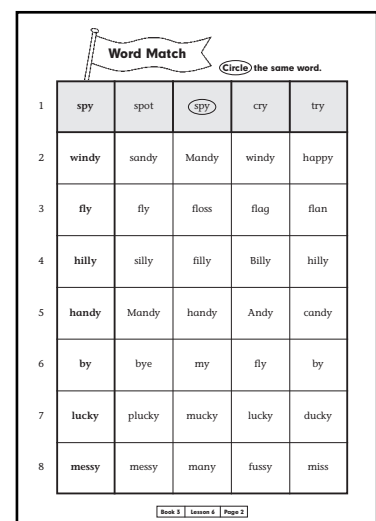 Word Match
Circle the same word.
1 spy spot spy cry try
2 windy sandy Mandy windy happy
3 fly fly floss flag flan
4 hilly silly filly Billy hilly
5 handy Mandy handy Andy candy
6 by bye my fly by
7 lucky plucky mucky lucky ducky
8 messy messy many fussy miss
Book 5 Lesson 6 Page 2